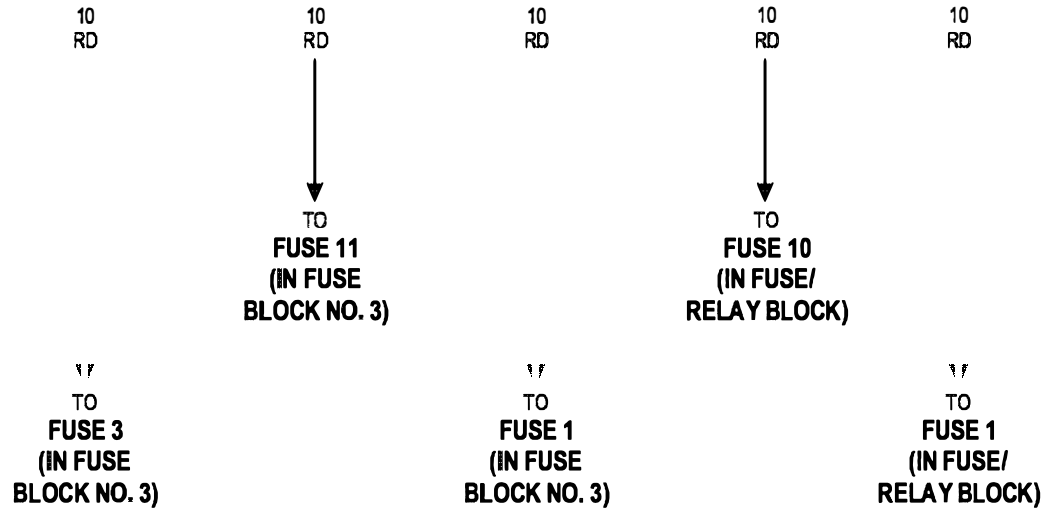 10 10 10 10 10
RD RD RD RD RD
TO
FUSE 11
(IN FUSE
BLOCK NO. 3)
TO
FUSE 10
(IN FUSE/
RELAY BLOCK)
TO
FUSE 3
(IN FUSE
BLOCK NO. 3)
TO
FUSE 1
(IN FUSE
BLOCK NO. 3)
TO
FUSE 1
(IN FUSE/
RELAY BLOCK)